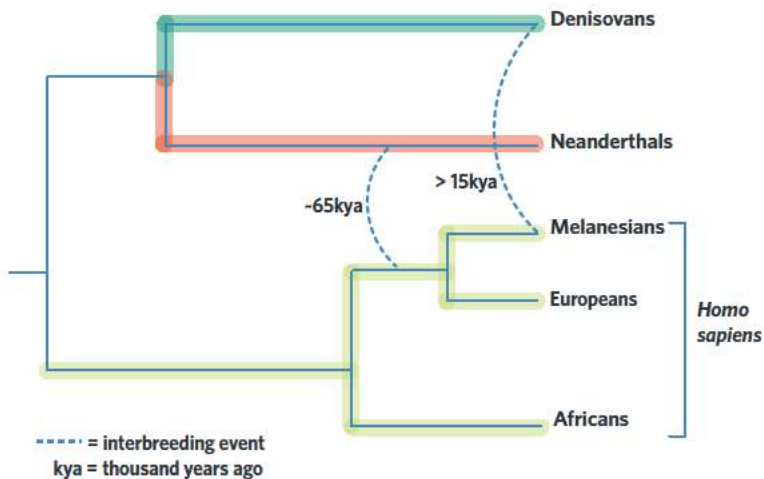 Denisovans
Neanderthals
> 15kya
~65kya
Melanesians
Europeans
Homo
sapiens
Africans
= interbreeding event
kya = thousand years ago